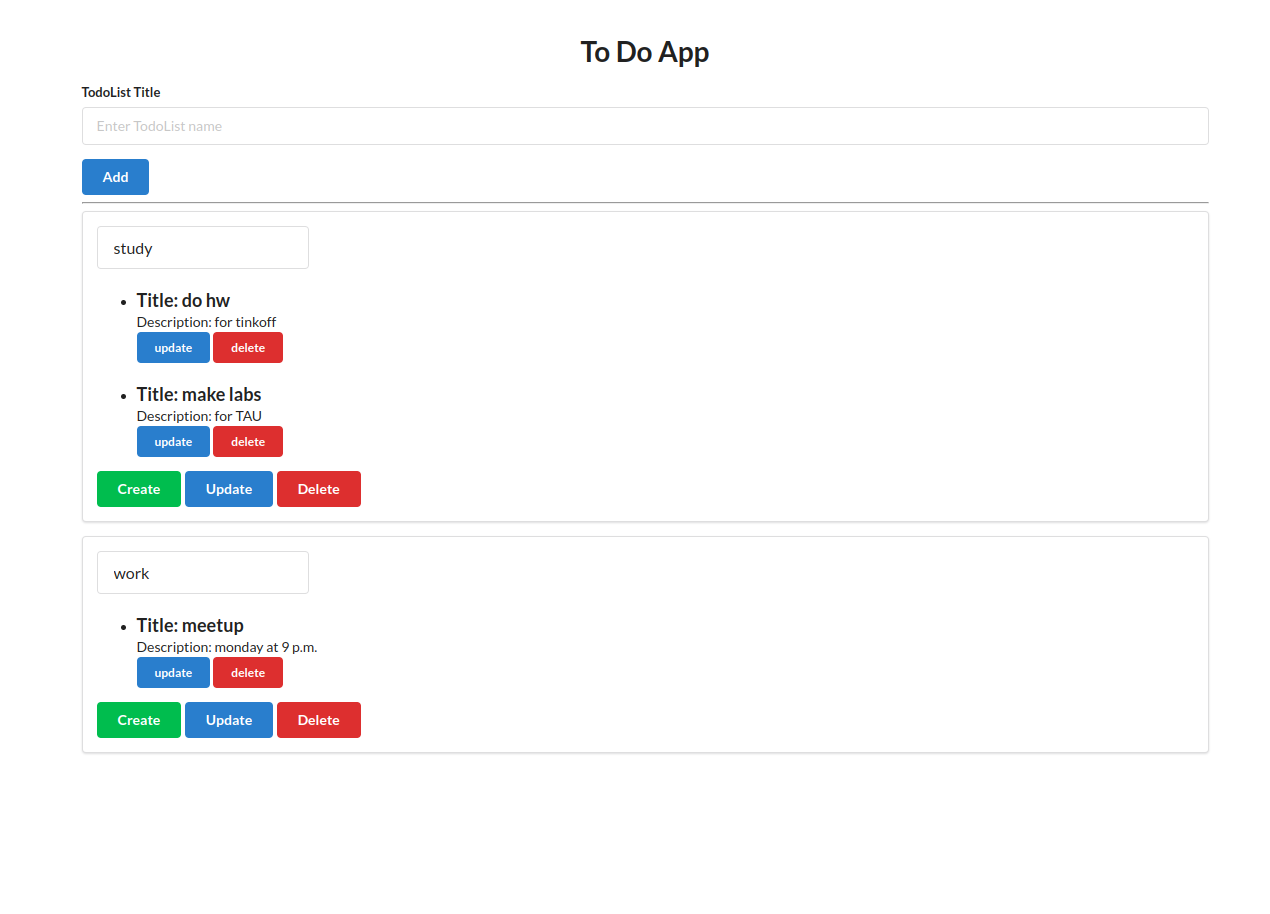 To Do App
TodoList Title
Enter TodoList name
Add
study
Title: do hw
Description: for tinkoff
update delete
Title: make labs
Description: for TAU
update delete
Create Update Delete
work
Title: meetup
Description: monday at 9 p.m.
update delete
Create Update Delete